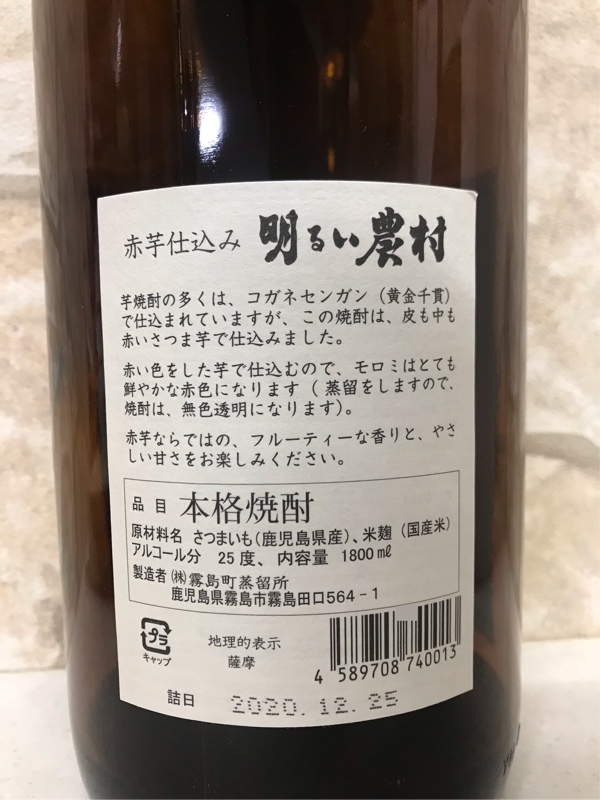 赤芋仕込み 明るい農村
芋焼酎の多くは、コガネセンガン（黄金千貫）
で仕込まれていますが、この焼酎は、皮も中も
赤いさつま芋で仕込みました。
赤い色をした芋で仕込むので、モロミはとても
鮮やかな赤色になります（蒸留をしますので、
焼酎は、無色透明になります）。
赤芋ならではの、フルーティーな香りと、やさ
しい甘さをお楽しみください。
品目 本格焼酎
原材料名 さつまいも（鹿児島県産）、米麹（国産米）
アルコール分 25度、内容量 1800㎖
製造者 ㈱霧島町蒸留所
鹿児島県霧島市霧島田口564-1
プラ
キャップ
地理的表示
薩摩
4 589708 740013
詰日 2020.12.25